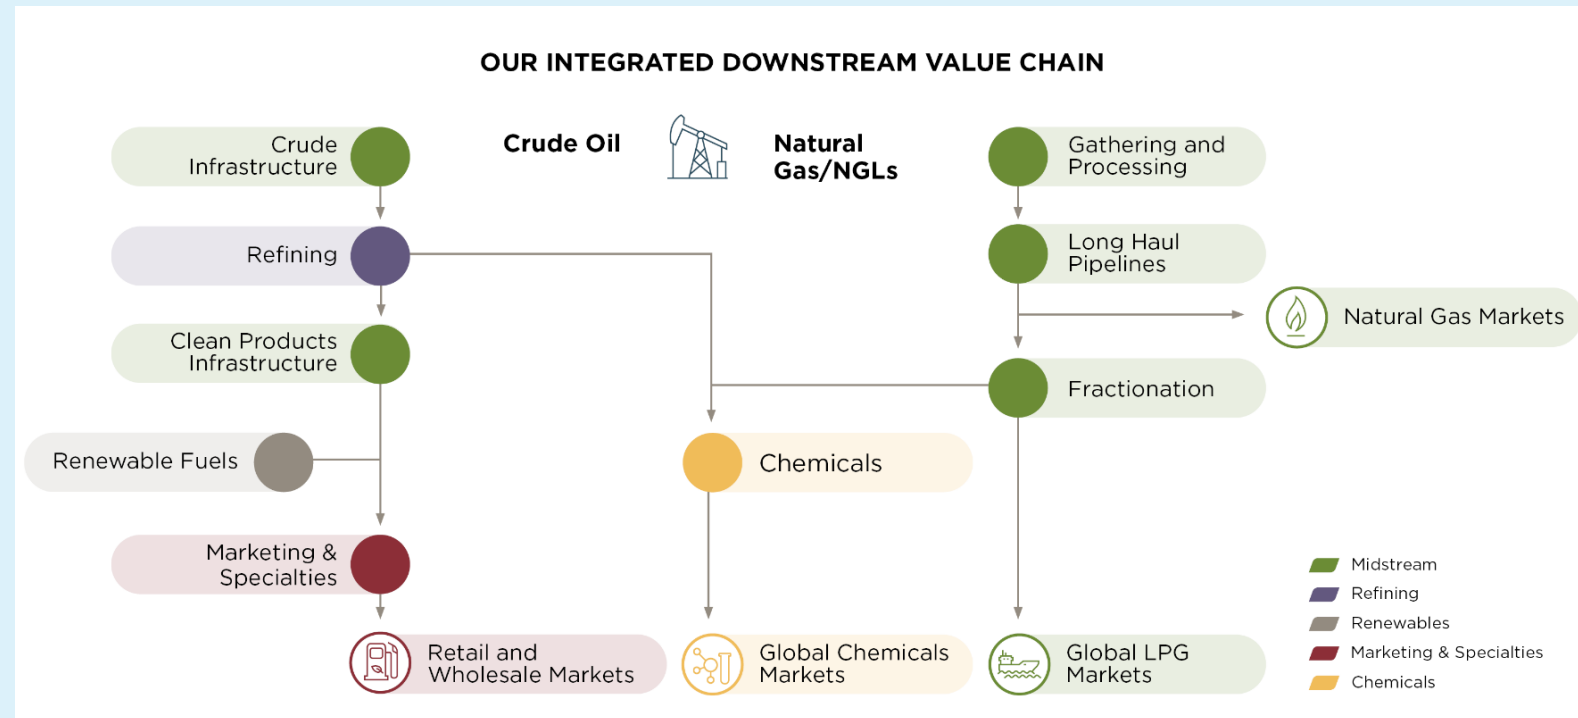 OUR INTEGRATED DOWNSTREAM VALUE CHAIN
Crude
Infrastructure
Crude Oil
Natural
Gas/NGLs
Gathering and
Processing
Refining
Long Haul
Pipelines
Natural Gas Markets
Clean Products
Infrastructure
Fractionation
Renewable Fuels
Chemicals
Marketing &
Specialties
Retail and
Wholesale Markets
Global Chemicals
Markets
Global LPG
Markets
Midstream
Refining
Renewables
Marketing & Specialties
Chemicals